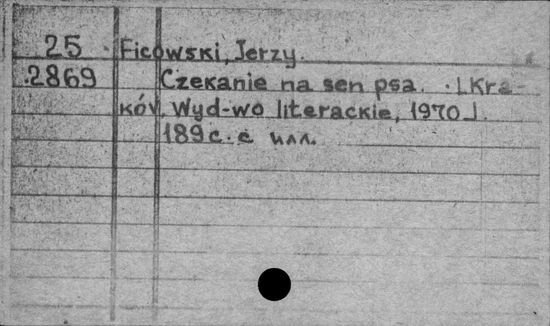 25 Ficowski, Jerzy.
2869 Czekanie na sen psa. [Kra-
ków, Wyd-wo literackie, 1970].
189 с. с илл.